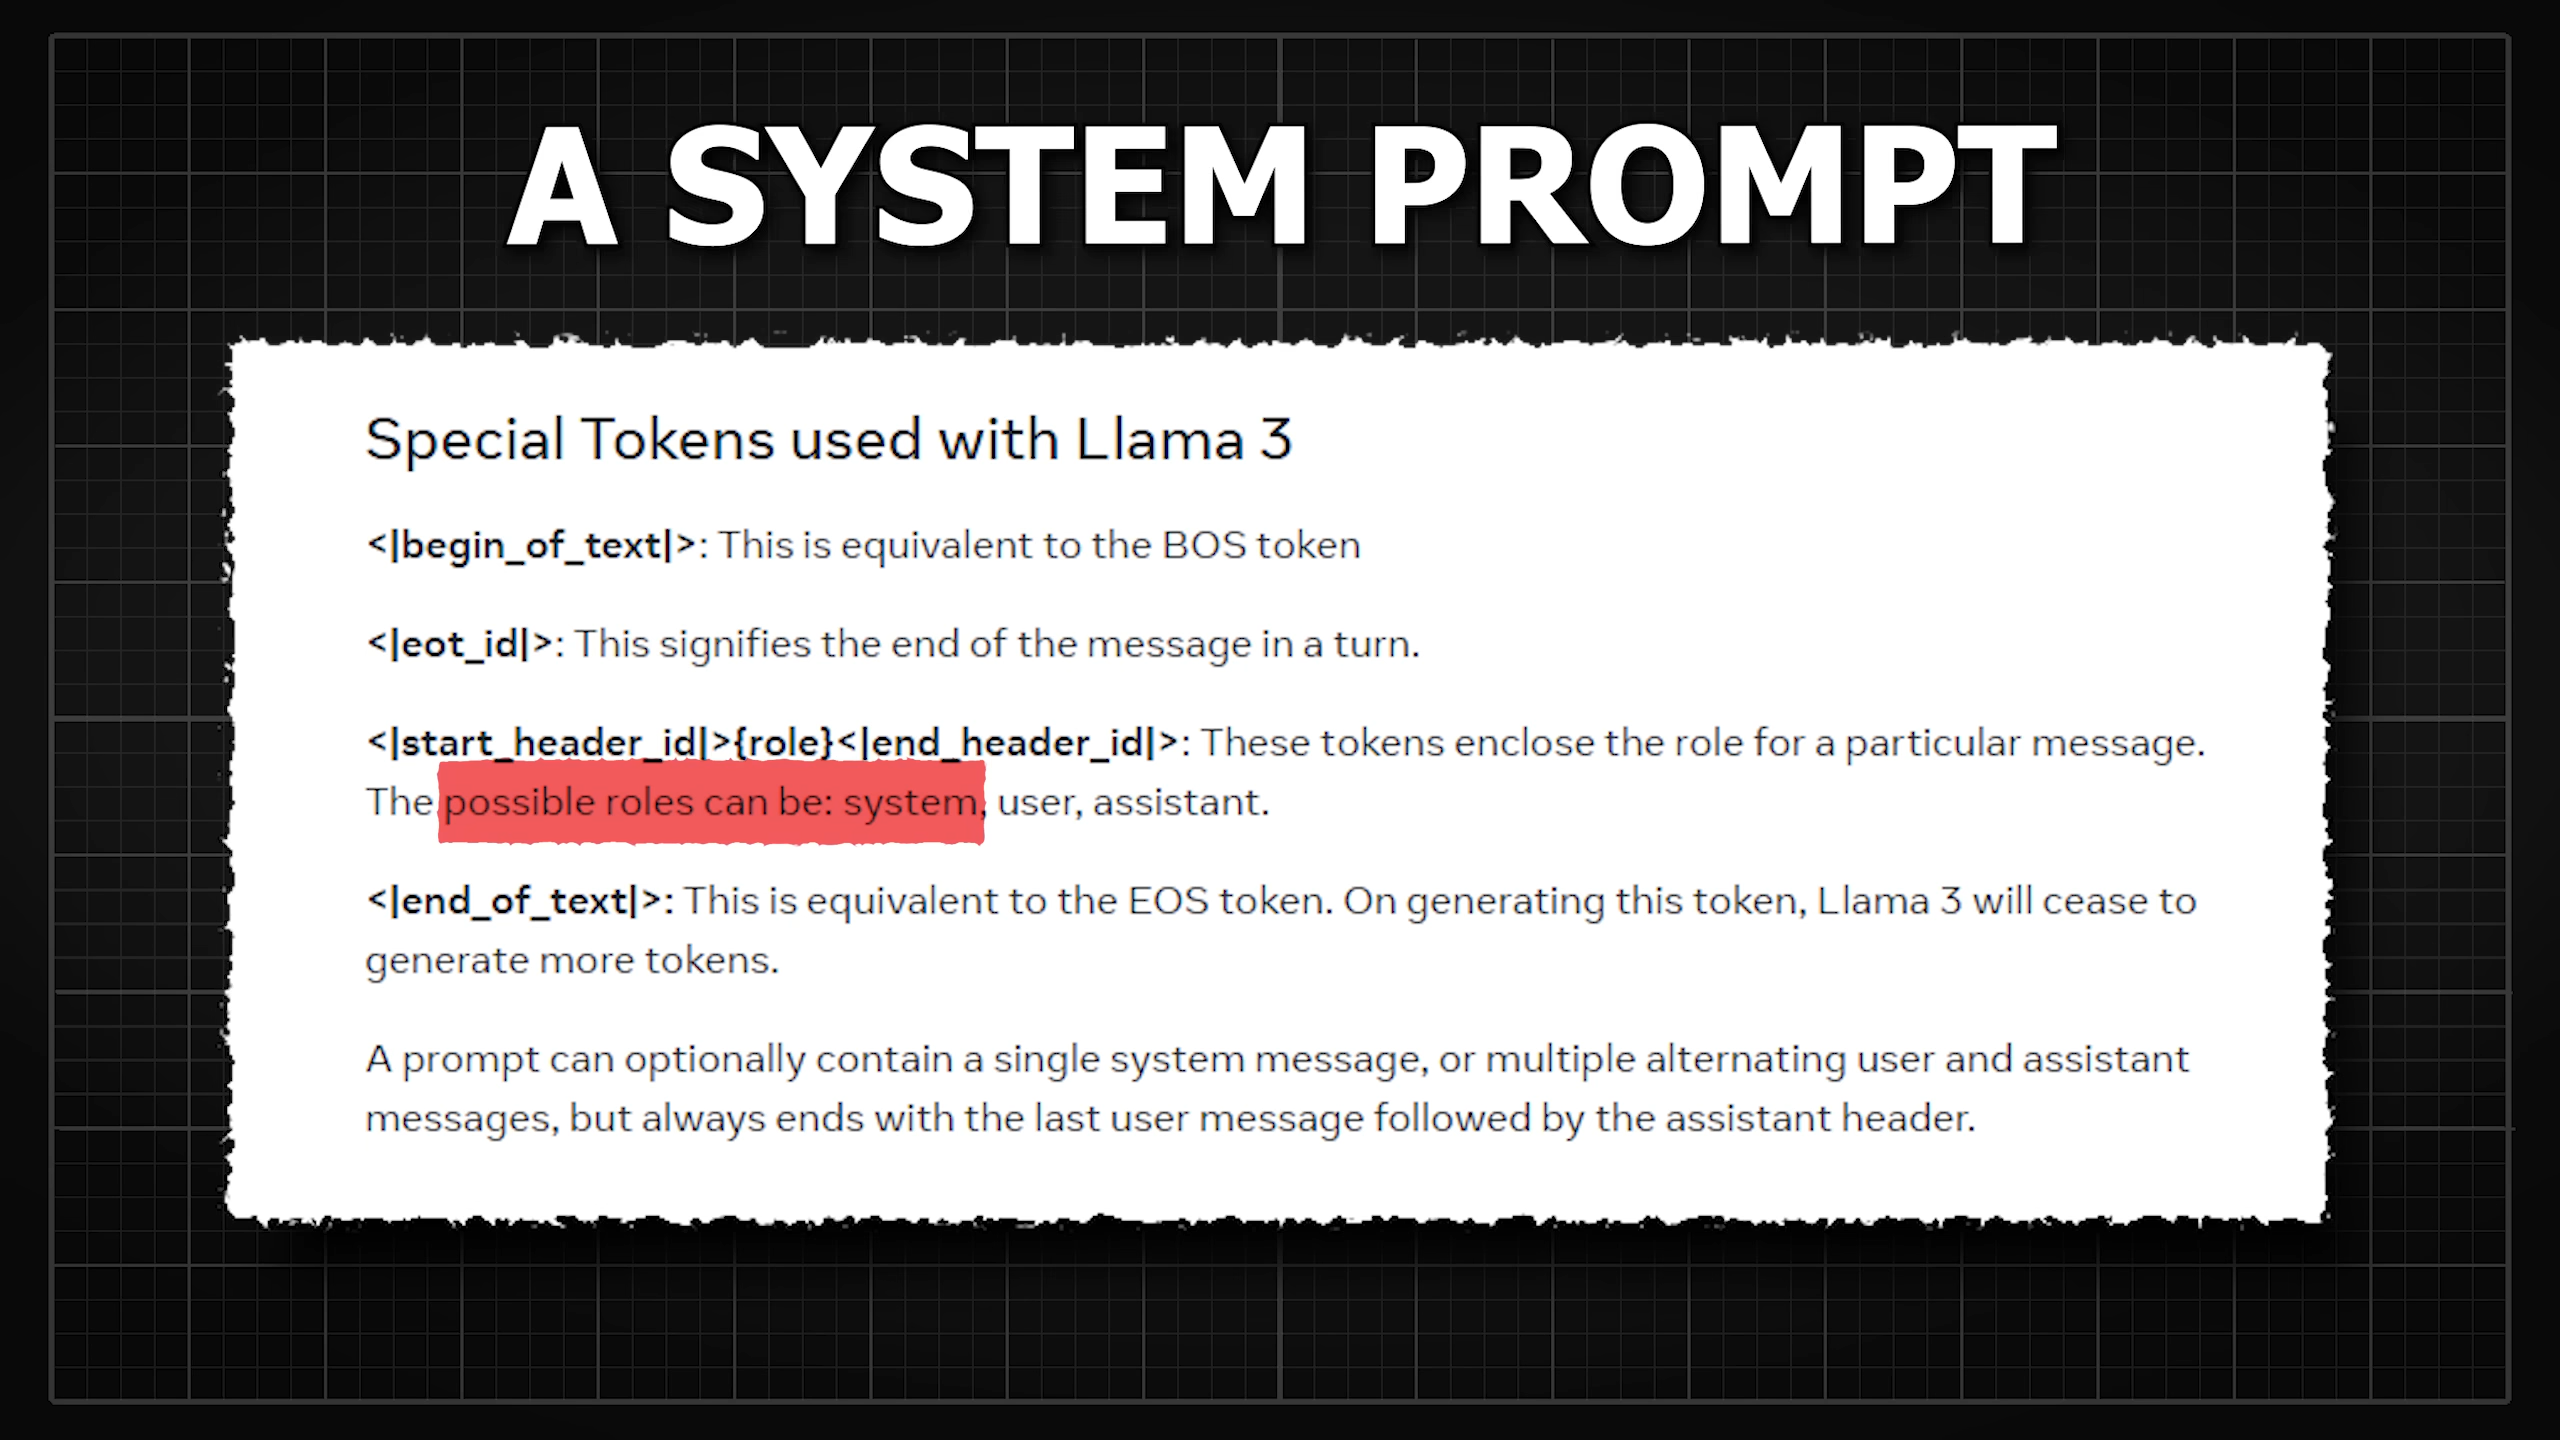 A SYSTEM PROMPT
Special Tokens used with Llama 3
<|begin_of_text|>: This is equivalent to the BOS token
<|eot_id|>: This signifies the end of the message in a turn.
<|start_header_id|>{role}<|end_header_id|>: These tokens enclose the role for a particular message.
The possible roles can be: system, user, assistant.
<|end_of_text|>: This is equivalent to the EOS token. On generating this token, Llama 3 will cease to
generate more tokens.
A prompt can optionally contain a single system message, or multiple alternating user and assistant
messages, but always ends with the last user message followed by the assistant header.